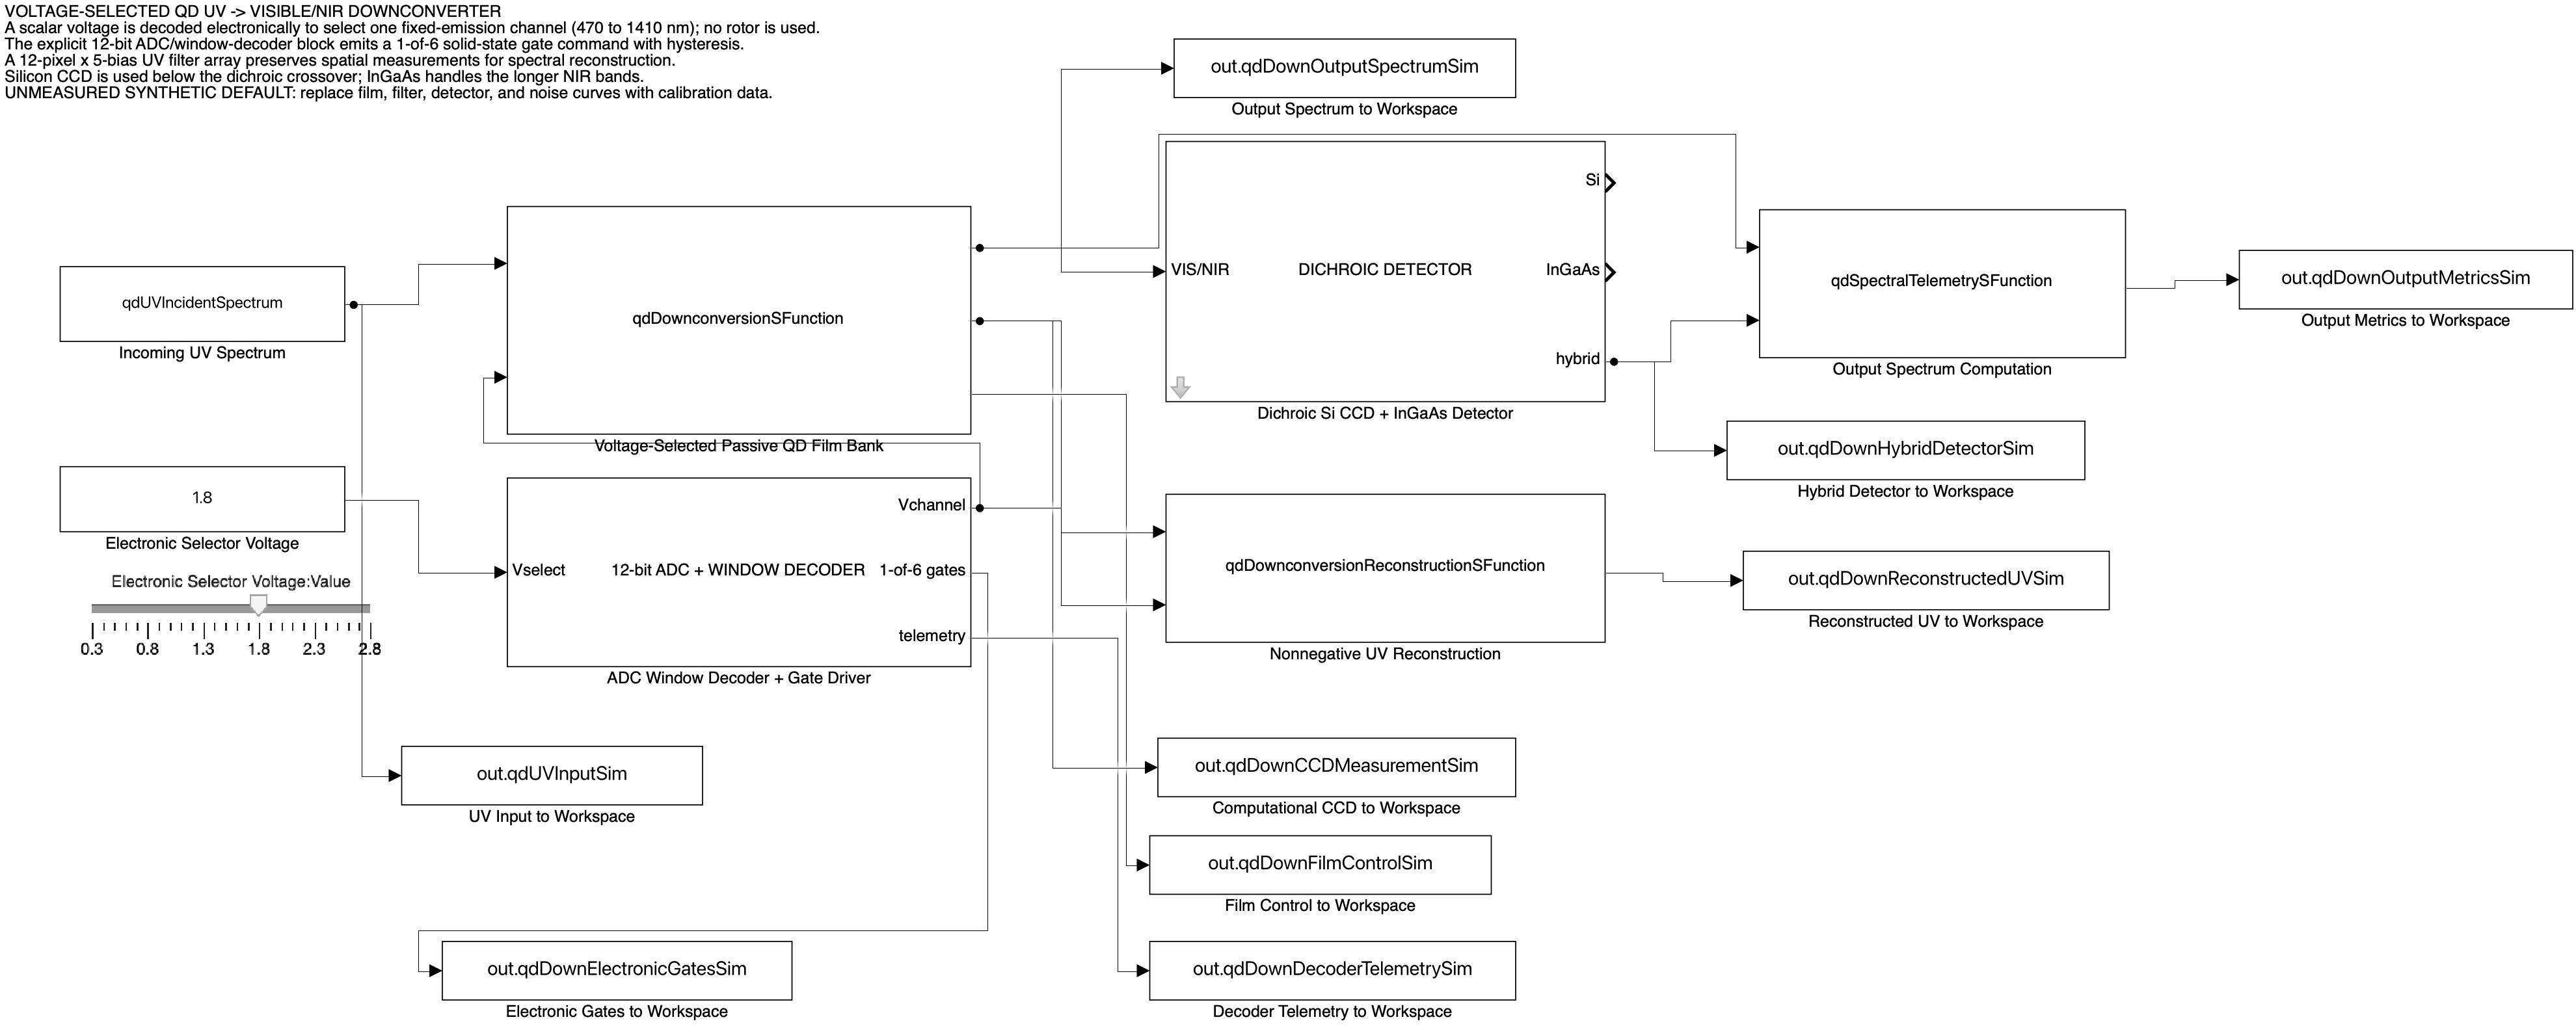 VOLTAGE-SELECTED QD UV -> VISIBLE/NIR DOWNCONVERTER
A scalar voltage is decoded electronically to select one fixed-emission channel (470 to 1410 nm); no rotor is used.
The explicit 12-bit ADC/window-decoder block emits a 1-of-6 solid-state gate command with hysteresis.
A 12-pixel x 5-bias UV filter array preserves spatial measurements for spectral reconstruction.
Silicon CCD is used below the dichroic crossover; InGaAs handles the longer NIR bands.
UNMEASURED SYNTHETIC DEFAULT: replace film, filter, detector, and noise curves with calibration data.
out.qdDownOutputSpectrumSim
Output Spectrum to Workspace
qdUVIncidentSpectrum
Incoming UV Spectrum
qdDownconversionSFunction
Voltage-Selected Passive QD Film Bank
Si
VIS/NIR
DICHROIC DETECTOR
InGaAs
hybrid
Dichroic Si CCD + InGaAs Detector
qdSpectralTelemetrySFunction
Output Spectrum Computation
out.qdDownOutputMetricsSim
Output Metrics to Workspace
out.qdDownHybridDetectorSim
Hybrid Detector to Workspace
1.8
Electronic Selector Voltage
Electronic Selector Voltage:Value
0.3 0.8 1.3 1.8 2.3 2.8
Vchannel
Vselect
12-bit ADC + WINDOW DECODER
1-of-6 gates
telemetry
ADC Window Decoder + Gate Driver
qdDownconversionReconstructionSFunction
Nonnegative UV Reconstruction
out.qdDownReconstructedUVSim
Reconstructed UV to Workspace
out.qdUVInputSim
UV Input to Workspace
out.qdDownCCDMeasurementSim
Computational CCD to Workspace
out.qdDownFilmControlSim
Film Control to Workspace
out.qdDownElectronicGatesSim
Electronic Gates to Workspace
out.qdDownDecoderTelemetrySim
Decoder Telemetry to Workspace